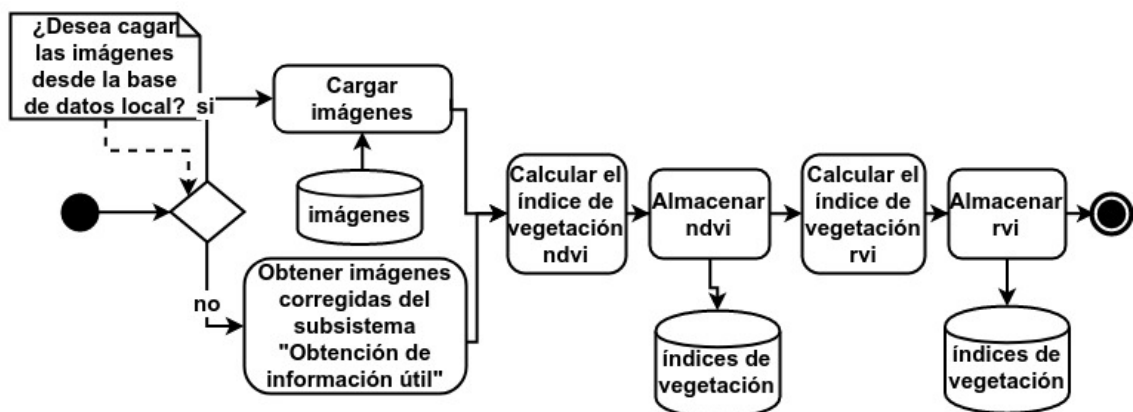 ¿Desea cagar
las imágenes
desde la base
de datos local?
si
Cargar
imágenes
imágenes
no
Obtener imágenes
corregidas del
subsistema
"Obtención de
información útil"
Calcular el
índice de
vegetación
ndvi
Almacenar
ndvi
índices de
vegetación
Calcular el
índice de
vegetación
rvi
Almacenar
rvi
índices de
vegetación